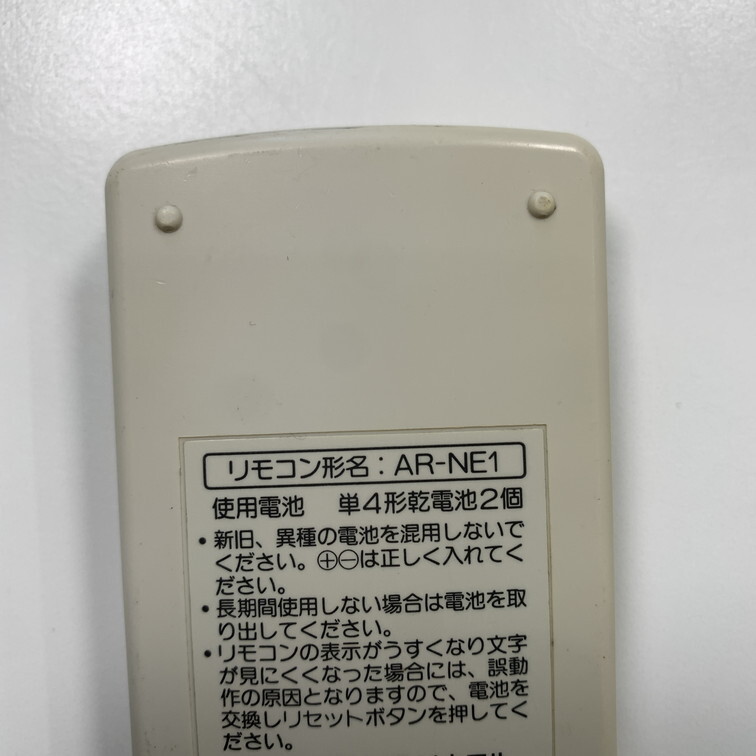 リモコン形名：AR-NE1
使用電池　単4形乾電池2個
・新旧、異種の電池を混用しないで
ください。⊕⊖は正しく入れてく
ださい。
・長期間使用しない場合は電池を取
り出してください。
・リモコンの表示がうすくなり文字
が見にくくなった場合には、誤動
作の原因となりますので、電池を
交換しリセットボタンを押してく
ださい。